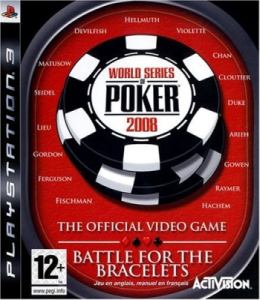 PLAYSTATION 3
HELLMUTH
DEVILFISH
VIOLETTE
MATUSOW
CHAN
SEIDEL
CLOUTIER
DUKE
LIEU
ARIEH
GORDON
GOWEN
FERGUSON
RAYMER
FISCHMAN
HACHEM
WORLD SERIES
OF
POKER
2008
THE OFFICIAL VIDEO GAME
BATTLE FOR THE
BRACELETS
Jeu en anglais, manuel en français
12+
www.pegi.info
ACTIVISION